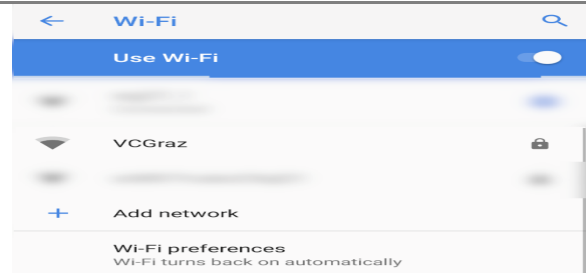 Wi-Fi
Use Wi-Fi
VCGraz
Add network
Wi-Fi preferences
Wi-Fi turns back on automatically